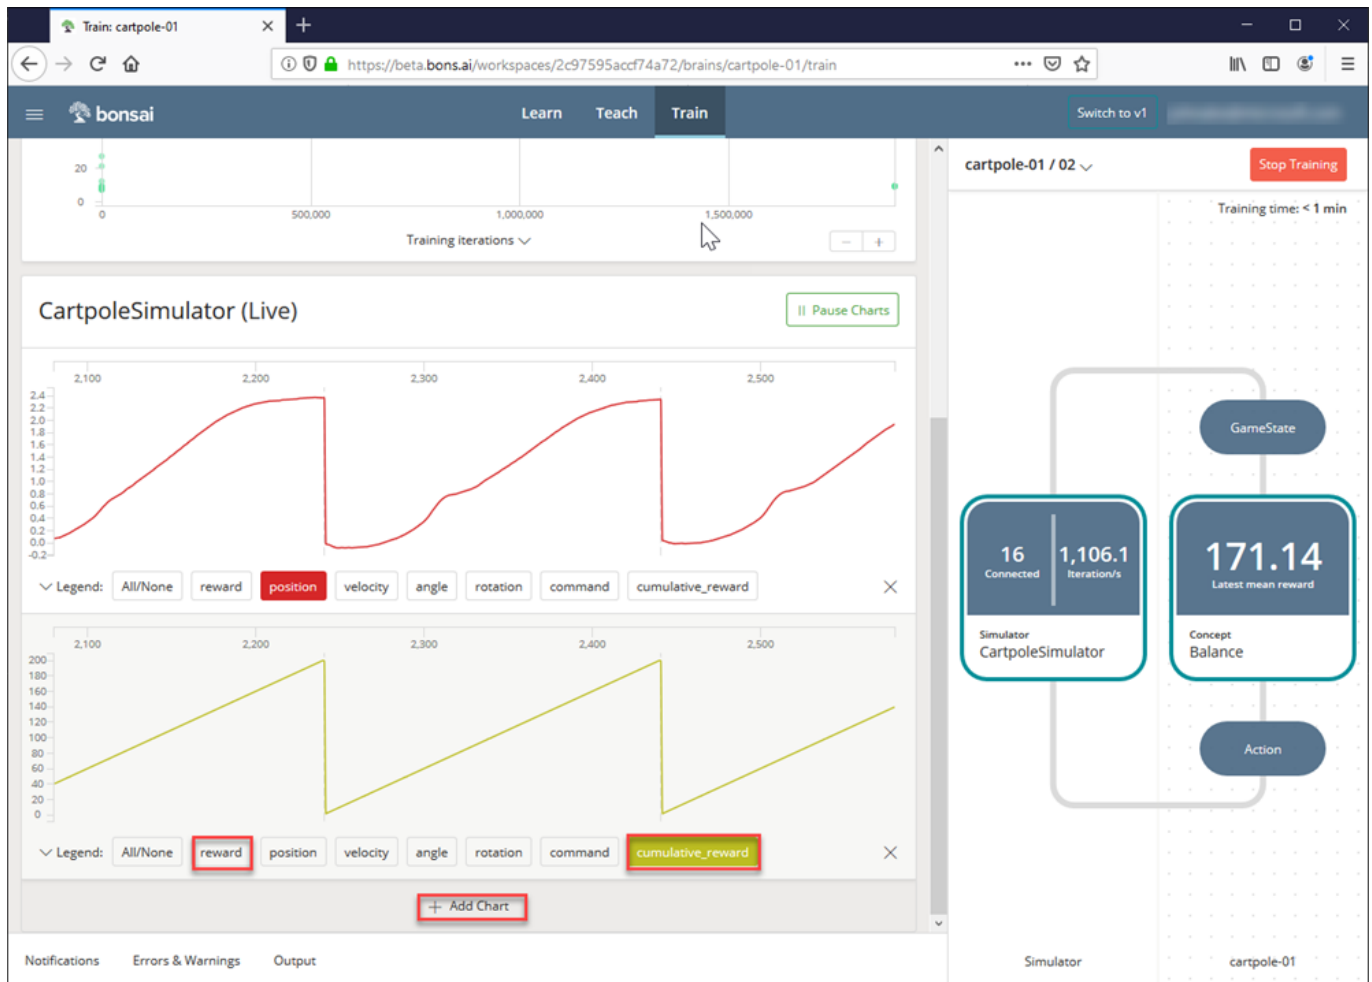 Train: cartpole-01
https://beta.bons.ai/workspaces/2c97595accf74a72/brains/cartpole-01/train
bonsai
Learn Teach Train
Switch to v1
20
0
0 500,000 1,000,000 1,500,000
Training iterations
cartpole-01 / 02
Stop Training
Training time: < 1 min
CartpoleSimulator (Live)
Pause Charts
2,100 2,200 2,300 2,400 2,500
2.4
2.2
2.0
1.8
1.6
1.4
1.2
1.0
0.8
0.6
0.4
0.2
0.0
-0.2
Legend: All/None reward position velocity angle rotation command cumulative_reward
2,100 2,200 2,300 2,400 2,500
200
180
160
140
120
100
80
60
40
20
0
Legend: All/None reward position velocity angle rotation command cumulative_reward
+ Add Chart
GameState
16 1,106.1
Connected Iteration/s
Simulator
CartpoleSimulator
171.14
Latest mean reward
Concept
Balance
Action
Simulator cartpole-01
Notifications Errors & Warnings Output